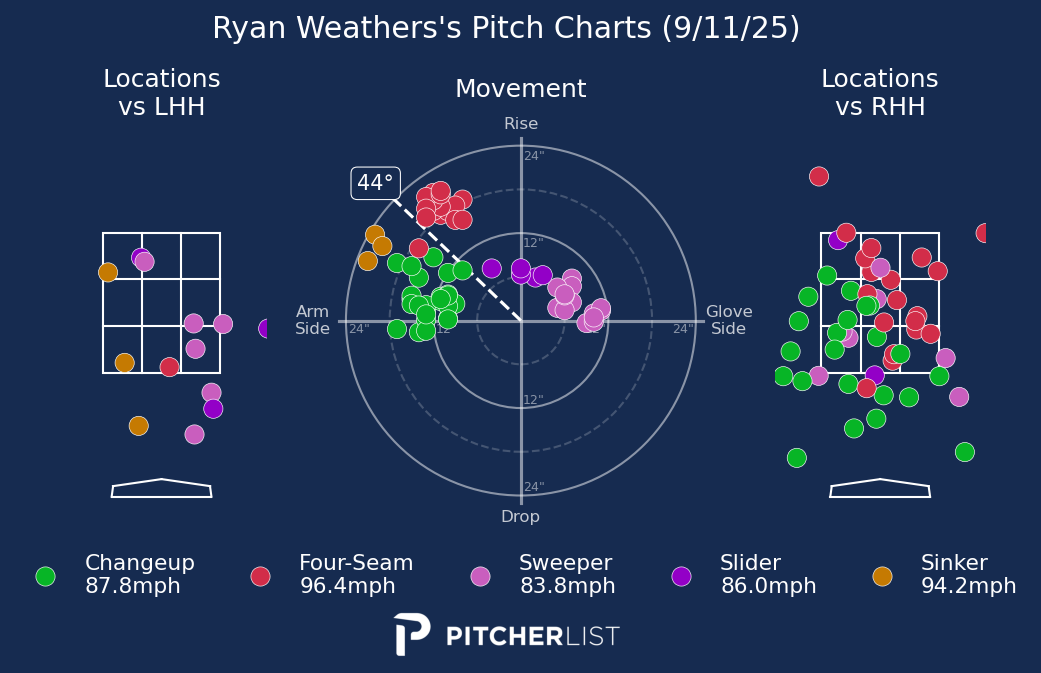 Ryan Weathers's Pitch Charts (9/11/25)
Locations
vs LHH
Movement
Locations
vs RHH
Rise
24"
44°
12"
Arm
Side
24"
12"
24"
Glove
Side
12"
24"
Drop
Changeup
87.8mph
Four-Seam
96.4mph
Sweeper
83.8mph
Slider
86.0mph
Sinker
94.2mph
PITCHERLIST